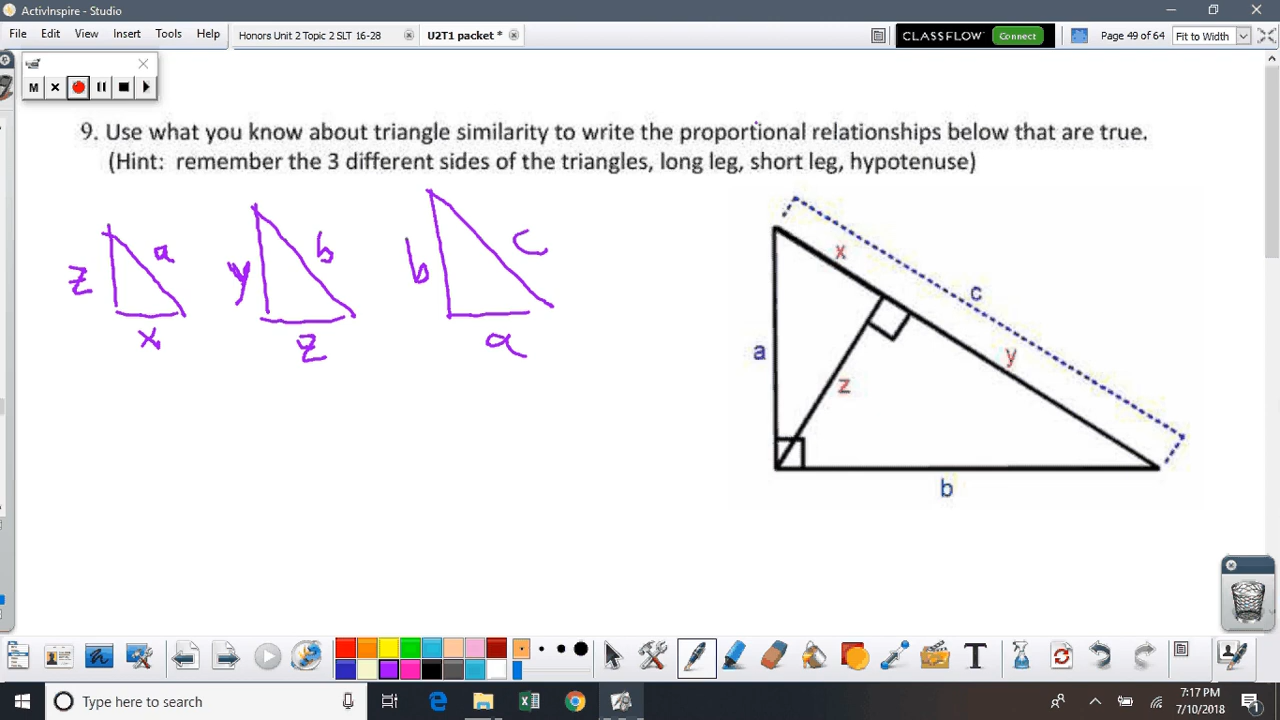 ActivInspire - Studio
File Edit View Insert Tools Help
Honors Unit 2 Topic 2 SLT 16-28
U2T1 packet *
CLASSFLOW Connect
Page 49 of 64
Fit to Width
M
9. Use what you know about triangle similarity to write the proportional relationships below that are true.
(Hint: remember the 3 different sides of the triangles, long leg, short leg, hypotenuse)
z a x
y b z
b c a
x
c
a
y
z
b
T
Type here to search
7:17 PM
7/10/2018
1